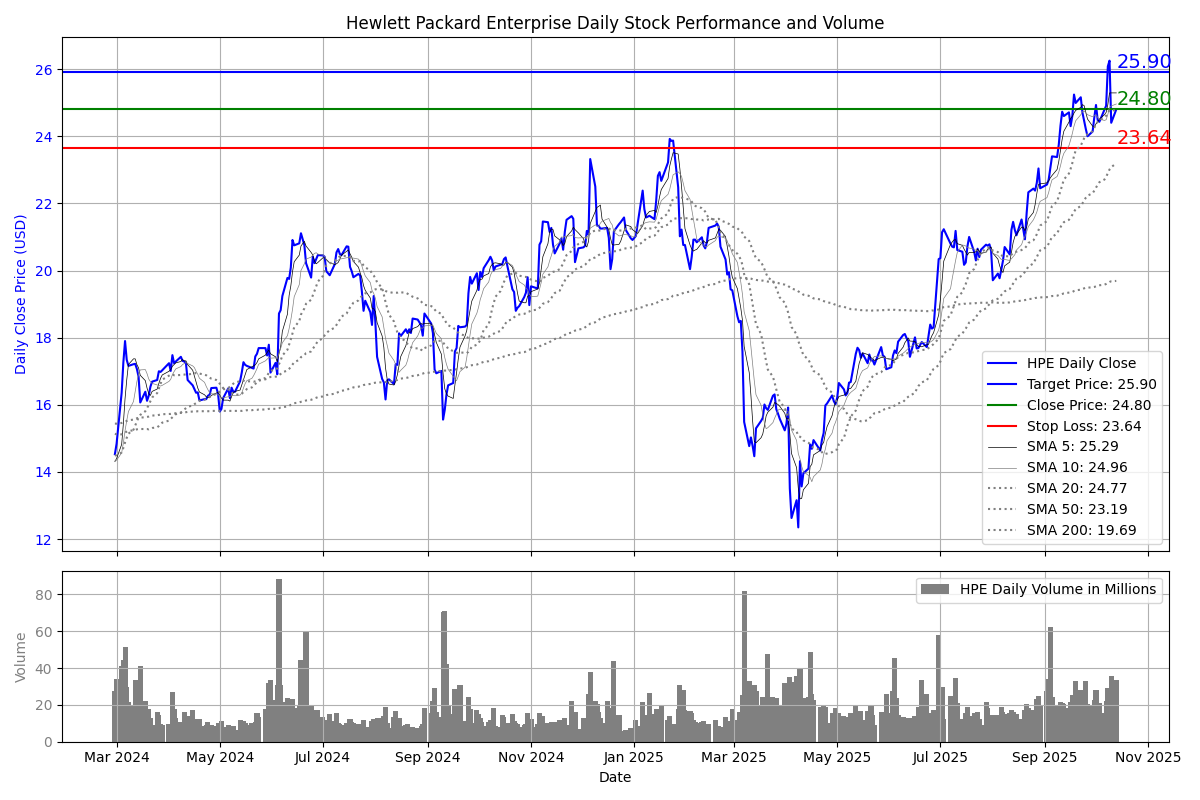 Hewlett Packard Enterprise Daily Stock Performance and Volume
Daily Close Price (USD)
26
24
22
20
18
16
14
12
25.90
24.80
23.64
HPE Daily Close
Target Price: 25.90
Close Price: 24.80
Stop Loss: 23.64
SMA 5: 25.29
SMA 10: 24.96
SMA 20: 24.77
SMA 50: 23.19
SMA 200: 19.69
Volume
80
60
40
20
0
HPE Daily Volume in Millions
Mar 2024 May 2024 Jul 2024 Sep 2024 Nov 2024 Jan 2025 Mar 2025 May 2025 Jul 2025 Sep 2025 Nov 2025
Date